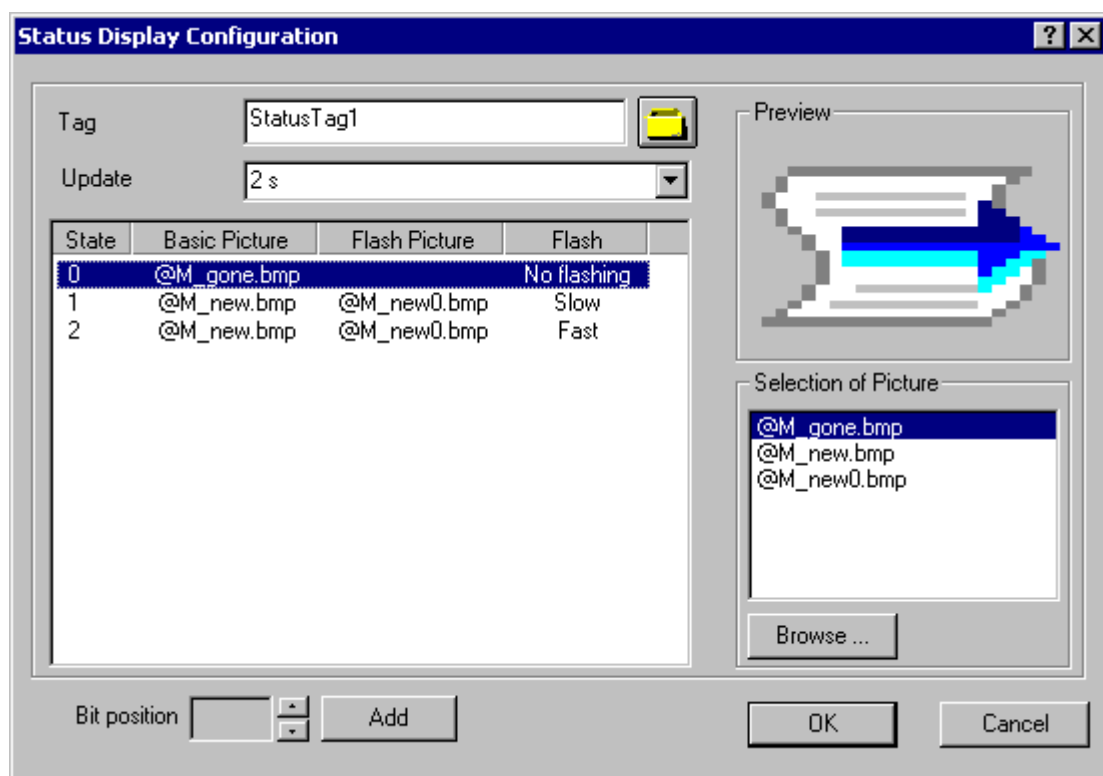 Status Display Configuration
Tag
StatusTag1
Update
2 s
State Basic Picture Flash Picture Flash
0 @M_gone.bmp No flashing
1 @M_new.bmp @M_new0.bmp Slow
2 @M_new.bmp @M_new0.bmp Fast
Preview
Selection of Picture
@M_gone.bmp
@M_new.bmp
@M_new0.bmp
Browse ...
Bit position
Add
OK
Cancel